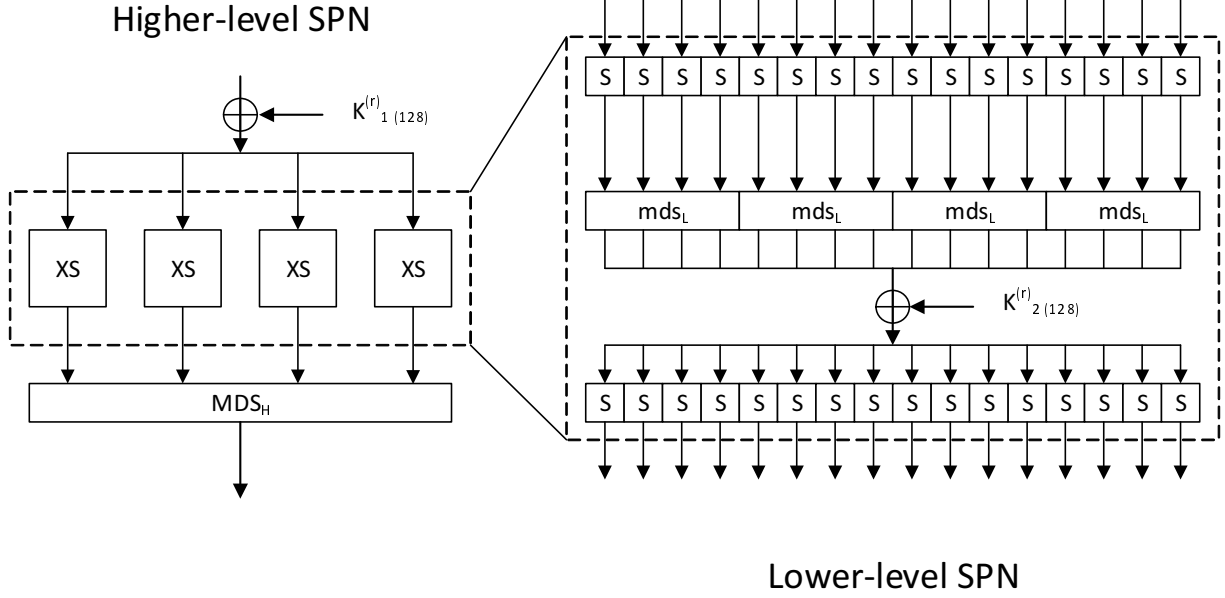 Higher-level SPN
K(r)1 (128)
XS XS XS XS
MDSH
S S S S S S S S S S S S S S S S
mdsL mdsL mdsL mdsL
K(r)2 (128)
S S S S S S S S S S S S S S S S
Lower-level SPN